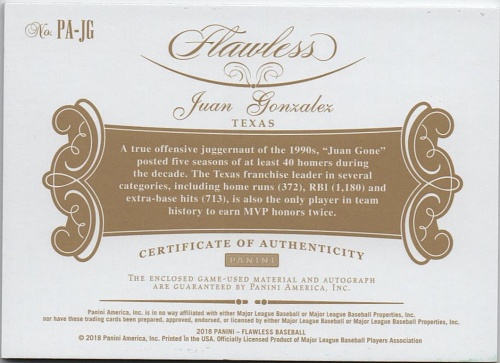 No. PA-JG
Flawless
Juan Gonzalez
TEXAS
A true offensive juggernaut of the 1990s, “Juan Gone”
posted five seasons of at least 40 homers during
the decade. The Texas franchise leader in several
categories, including home runs (372), RBI (1,180) and
extra-base hits (713), is also the only player in team
history to earn MVP honors twice.
CERTIFICATE OF AUTHENTICITY
PANINI
THE ENCLOSED GAME-USED MATERIAL AND AUTOGRAPH
ARE GUARANTEED BY PANINI AMERICA, INC.
Panini America, Inc. is in no way affiliated with either Major League Baseball or Major League Baseball Properties, Inc.
nor have these trading cards been prepared, approved, endorsed, or licensed by either Major League Baseball or Major League Baseball Properties, Inc.
2018 PANINI – FLAWLESS BASEBALL
© 2018 Panini America, Inc. Printed in the USA. Officially Licensed Product of Major League Baseball Players Association